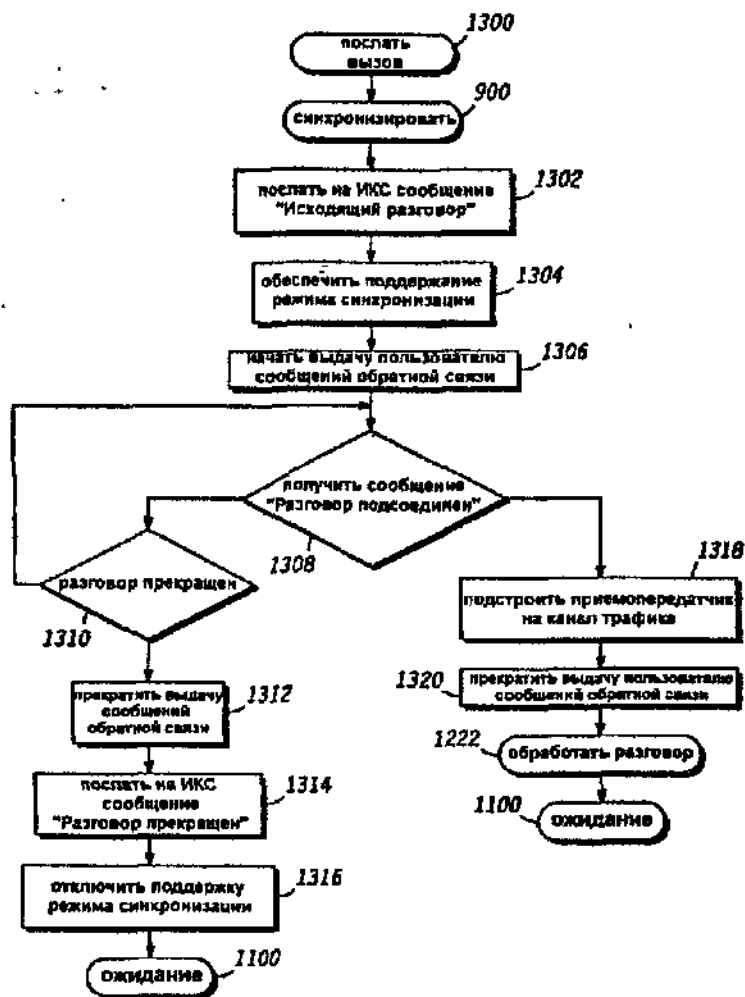 1300
послать
вызов
900
синхронизировать
1302
послать на ИКС сообщение
"Исходящий разговор"
1304
обеспечить поддержание
режима синхронизации
1306
начать выдачу пользователю
сообщений обратной связи
получить сообщение
"Разговор подсоединен"
1308
разговор прекращен
1310
1312
прекратить выдачу
сообщений
обратной связи
1314
послать на ИКС
сообщение
"Разговор прекращен"
1316
отключить поддержку
режима синхронизации
1100
ожидание
1318
подстроить приемопередатчик
на канал трафика
1320
прекратить выдачу пользователю
сообщений обратной связи
1222
обработать разговор
1100
ожидание